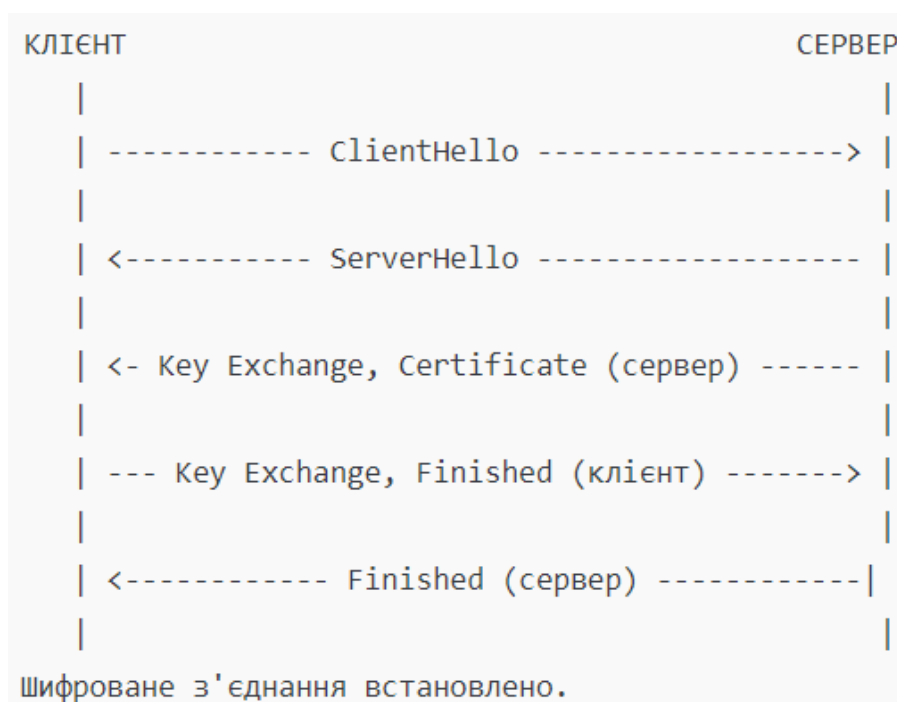 КЛІЄНТ                                     СЕРВЕР
   |                                               |
   | ------------ ClientHello ------------------> |
   |                                               |
   | <----------- ServerHello ------------------- |
   |                                               |
   | <- Key Exchange, Certificate (сервер) ------ |
   |                                               |
   | --- Key Exchange, Finished (клієнт) -------> |
   |                                               |
   | <------------ Finished (сервер) ------------|
   |                                               |
Шифроване з'єднання встановлено.